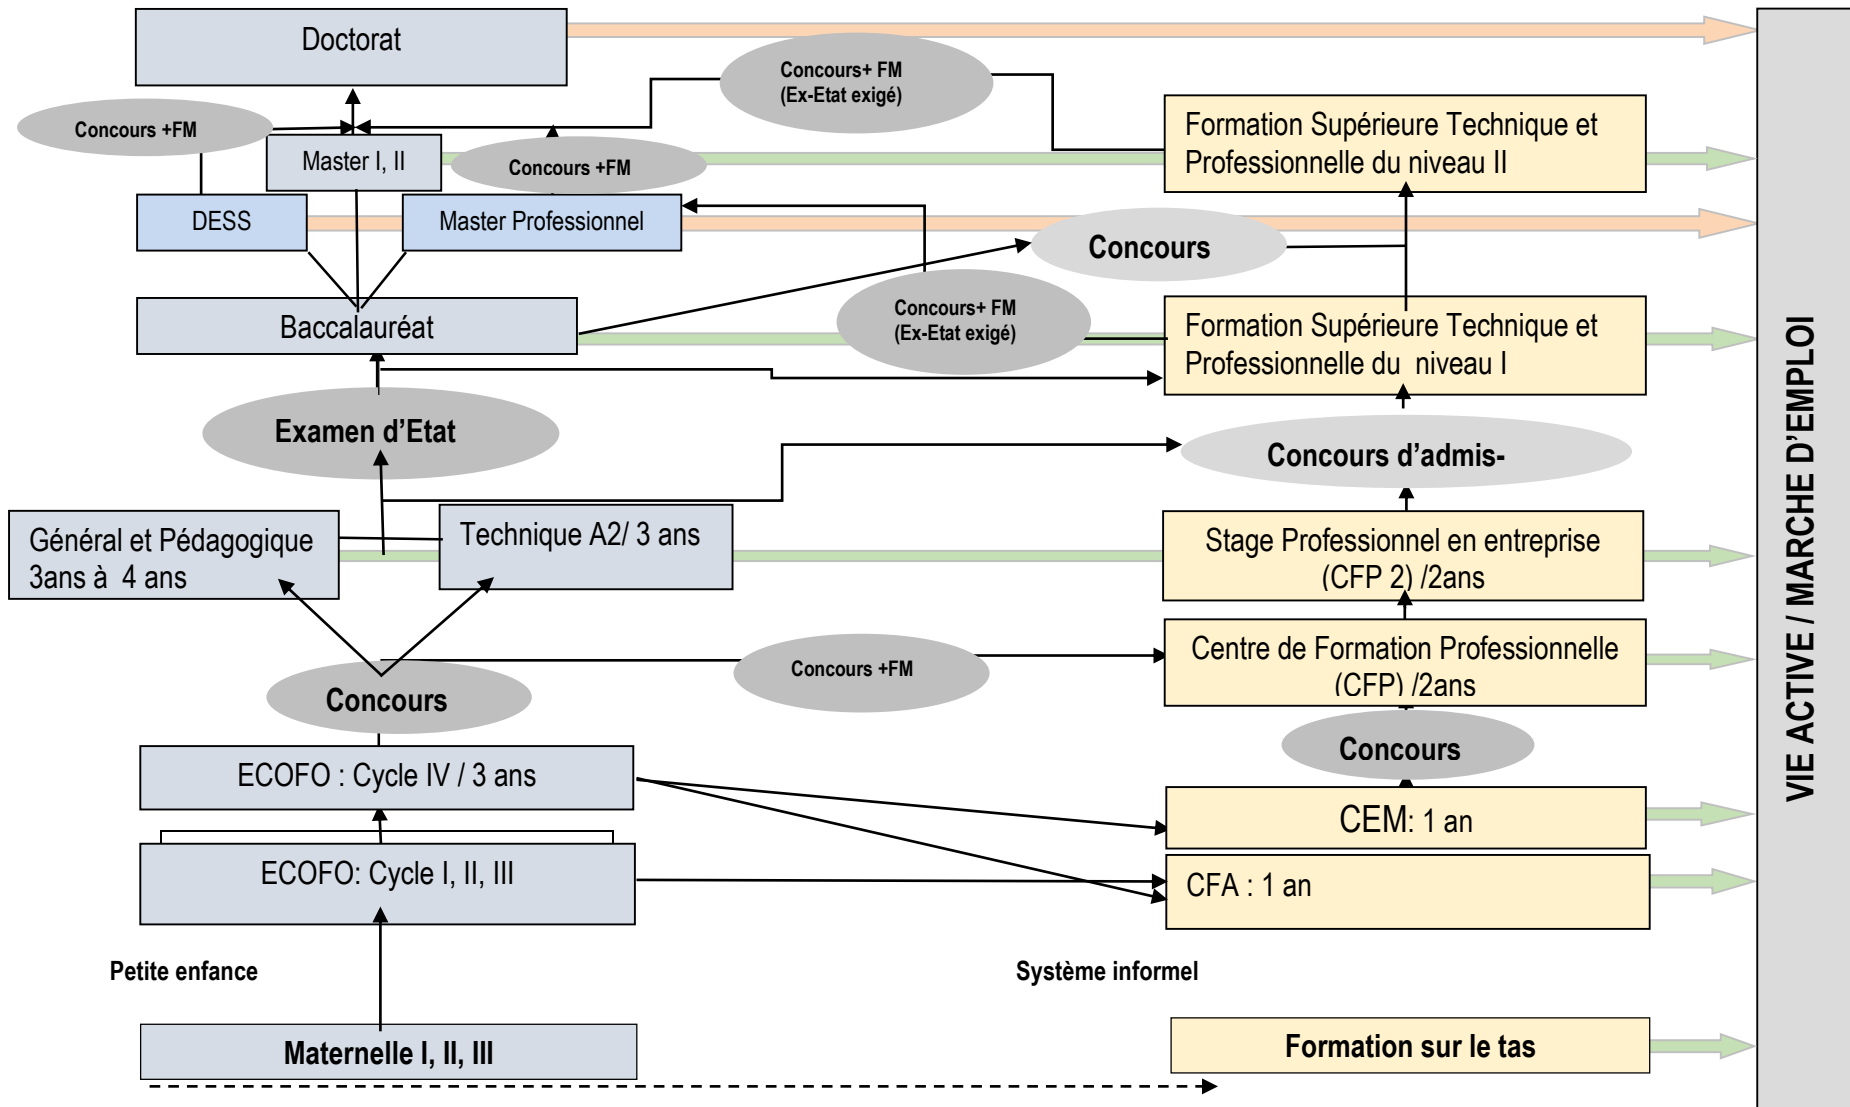 Doctorat
Concours+ FM
(Ex-Etat exigé)
Concours +FM
Master I, II
Concours +FM
Formation Supérieure Technique et
Professionnelle du niveau II
DESS
Master Professionnel
Concours
Baccalauréat
Concours+ FM
(Ex-Etat exigé)
Formation Supérieure Technique et
Professionnelle du niveau I
Examen d'Etat
Concours d'admis-
Général et Pédagogique
3ans à 4 ans
Technique A2/ 3 ans
Stage Professionnel en entreprise
(CFP 2) /2ans
Concours
Concours +FM
Centre de Formation Professionnelle
(CFP) /2ans
Concours
ECOFO : Cycle IV / 3 ans
CEM: 1 an
ECOFO: Cycle I, II, III
CFA : 1 an
Petite enfance
Système informel
Maternelle I, II, III
Formation sur le tas
VIE ACTIVE / MARCHE D'EMPLOI